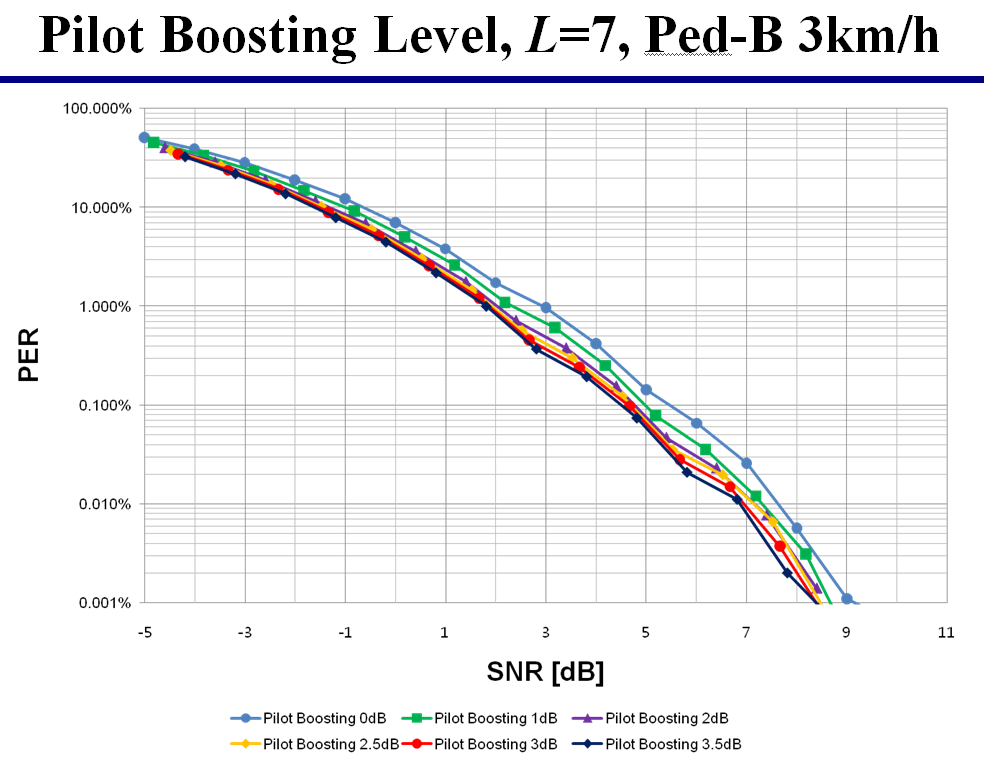 Pilot Boosting Level, L=7, Ped-B 3km/h
100.000%
10.000%
1.000%
0.100%
0.010%
0.001%
PER
-5 -3 -1 1 3 5 7 9 11
SNR [dB]
Pilot Boosting 0dB Pilot Boosting 1dB Pilot Boosting 2dB
Pilot Boosting 2.5dB Pilot Boosting 3dB Pilot Boosting 3.5dB